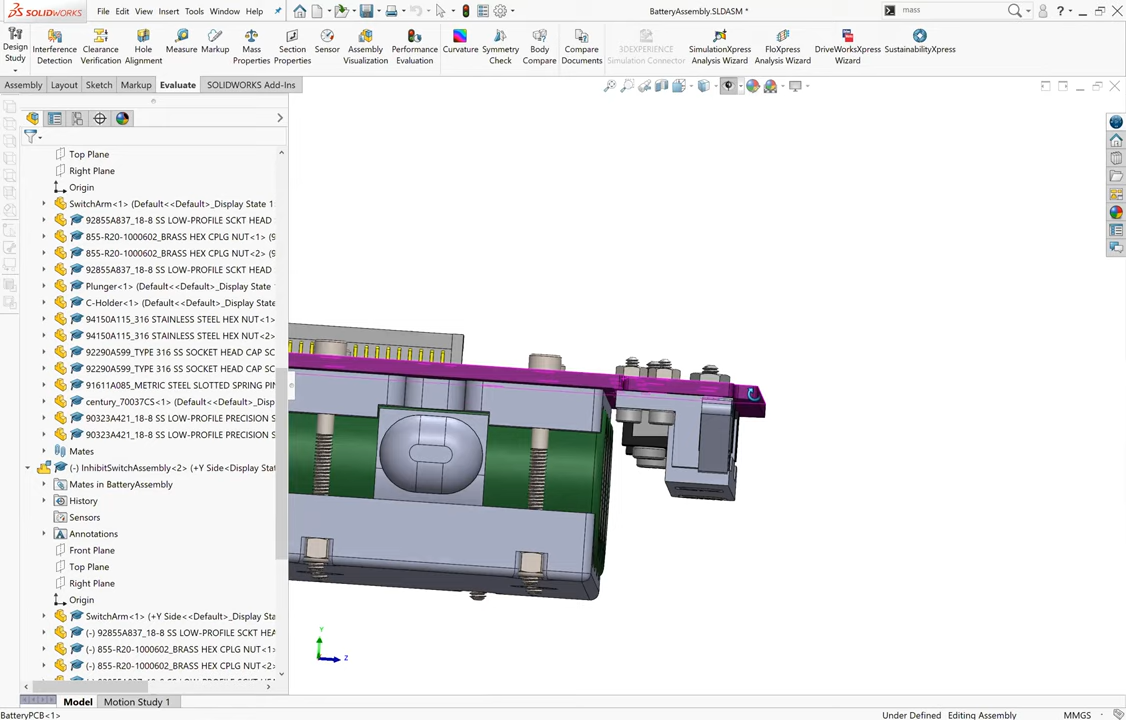 SOLIDWORKS File Edit View Insert Tools Window Help BatteryAssembly.SLDASM * mass
Design Study Interference Detection Clearance Verification Hole Alignment Measure Markup Mass Properties Section Properties Sensor Assembly Visualization Performance Evaluation Curvature Symmetry Check Body Compare Compare Documents 3DEXPERIENCE Simulation Connector SimulationXpress Analysis Wizard FloXpress Analysis Wizard DriveWorksXpress Wizard SustainabilityXpress
Assembly Layout Sketch Markup Evaluate SOLIDWORKS Add-Ins
Top Plane
Right Plane
Origin
SwitchArm<1> (Default<<Default>_Display State 1
92855A837_18-8 SS LOW-PROFILE SCKT HEAD
855-R20-1000602_BRASS HEX CPLG NUT<1> (9
855-R20-1000602_BRASS HEX CPLG NUT<2> (9
92855A837_18-8 SS LOW-PROFILE SCKT HEAD
Plunger<1> (Default<<Default>_Display State
C-Holder<1> (Default<<Default>_Display State
94150A115_316 STAINLESS STEEL HEX NUT<1>
94150A115_316 STAINLESS STEEL HEX NUT<2>
92290A599_TYPE 316 SS SOCKET HEAD CAP SC
92290A599_TYPE 316 SS SOCKET HEAD CAP SC
91611A085_METRIC STEEL SLOTTED SPRING PIN
century_70037CS<1> (Default<<Default>_Displa
90323A421_18-8 SS LOW-PROFILE PRECISION S
90323A421_18-8 SS LOW-PROFILE PRECISION S
Mates
(-) InhibitSwitchAssembly<2> (+Y Side<Display Sta
Mates in BatteryAssembly
History
Sensors
Annotations
Front Plane
Top Plane
Right Plane
Origin
SwitchArm<1> (+Y Side<<Default>_Display Stat
(-) 92855A837_18-8 SS LOW-PROFILE SCKT HEA
(-) 855-R20-1000602_BRASS HEX CPLG NUT<1>
(-) 855-R20-1000602_BRASS HEX CPLG NUT<2>
Y
Z
Model Motion Study 1
BatteryPCB<1> Under Defined Editing Assembly MMGS